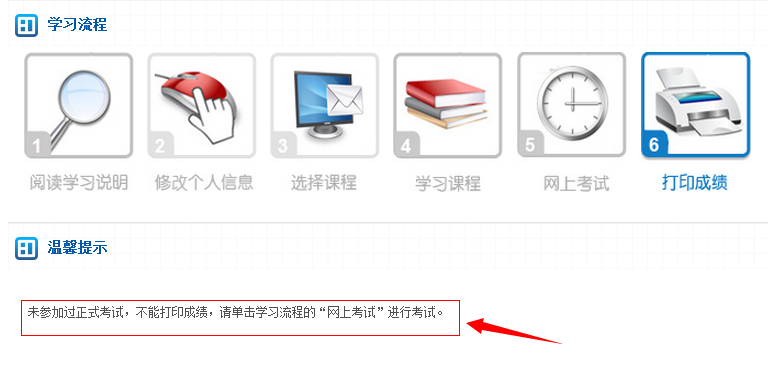 学习流程
1
2
3
4
5
6
阅读学习说明
修改个人信息
选择课程
学习课程
网上考试
打印成绩
温馨提示
未参加过正式考试，不能打印成绩，请单击学习流程的“网上考试”进行考试。